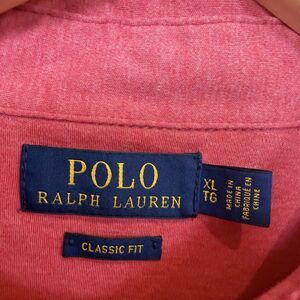 POLO
RALPH LAUREN
CLASSIC FIT
XL
TG
MADE IN
CHINA
FABRIQUÉ EN
CHINE